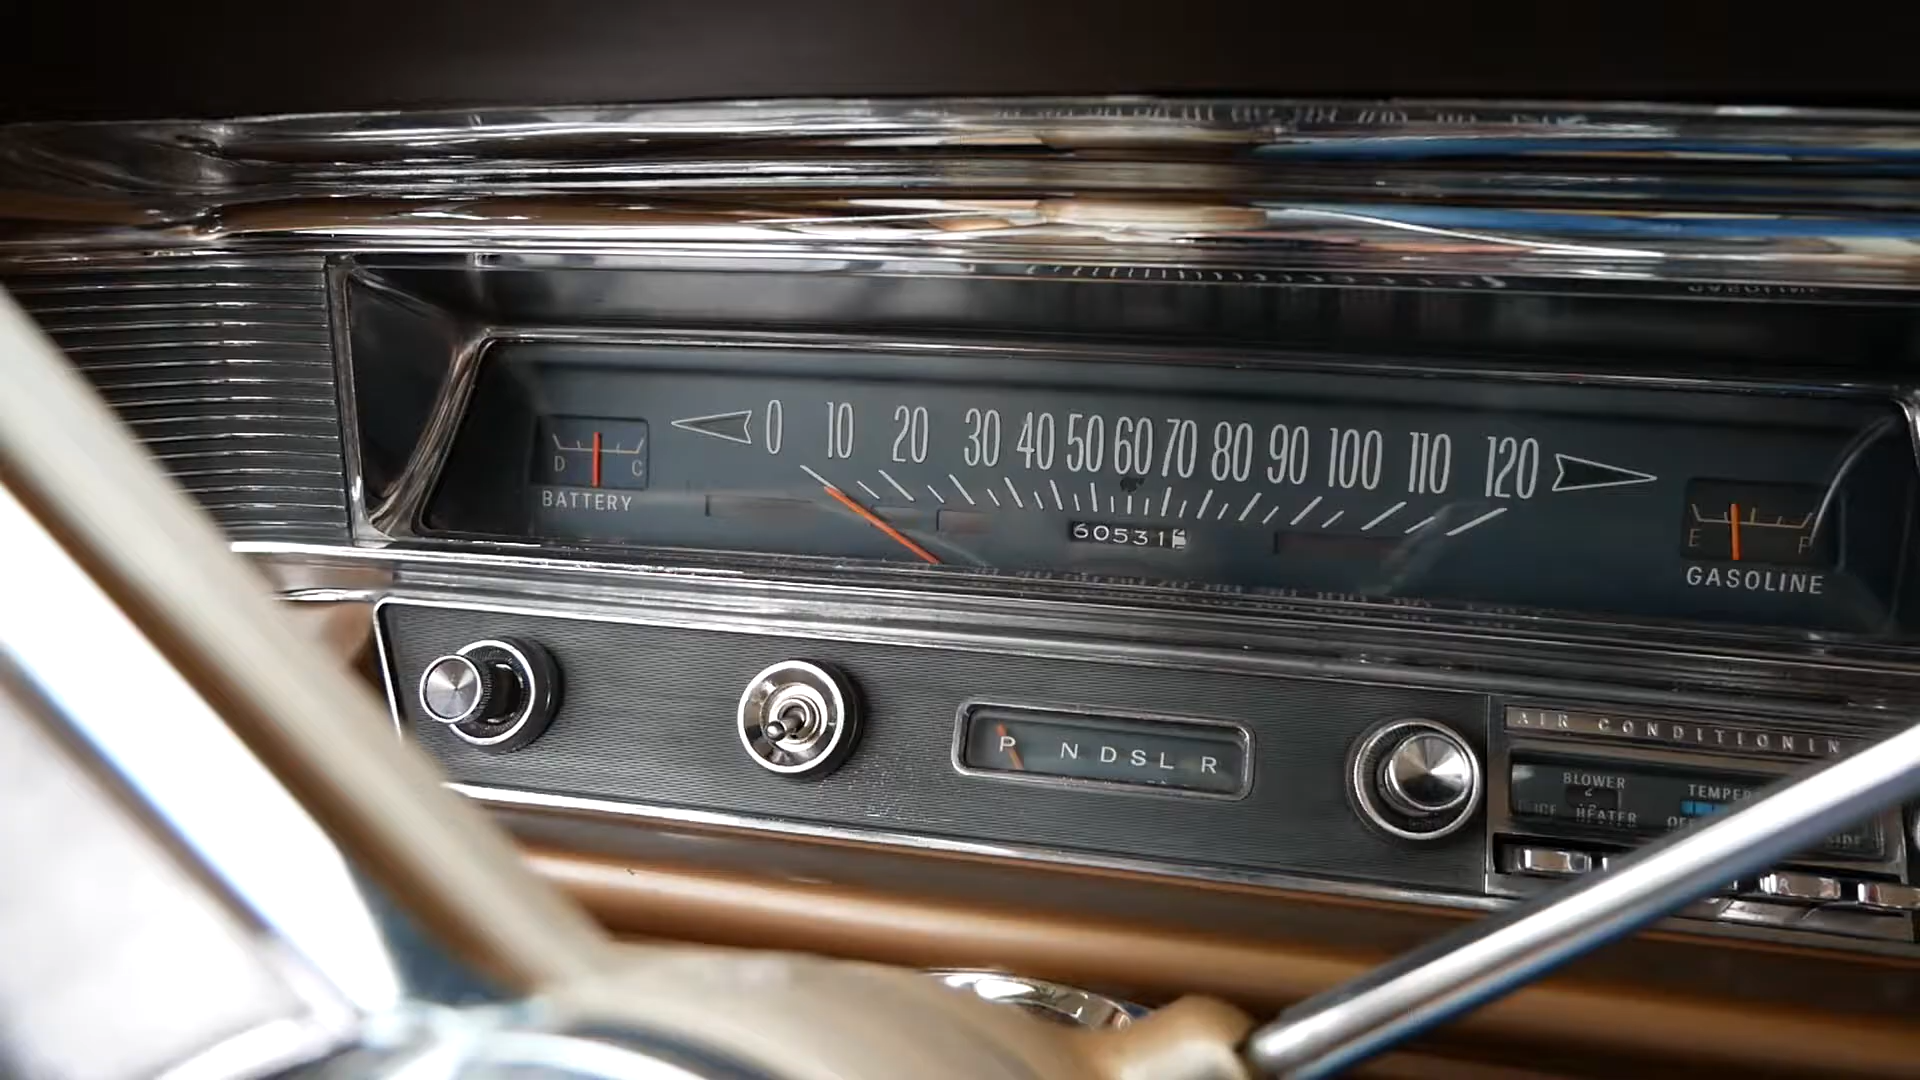 0 10 20 30 40 50 60 70 80 90 100 110 120
D C
BATTERY
60531
E F
GASOLINE
P N D S L R
AIR CONDITIONIN
BLOWER
HEATER